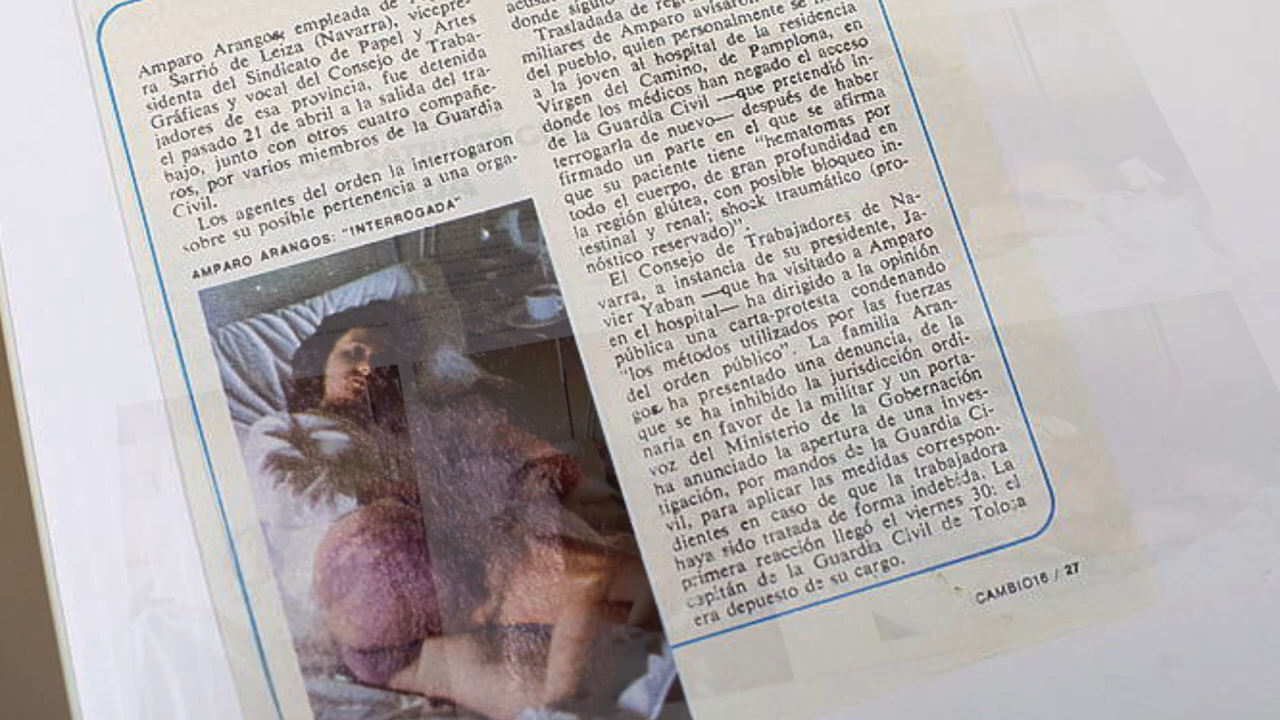 Amparo Arangos, empleada de
ra Sarrió de Leiza (Navarra), vicepre-
sidenta del Sindicato de Papel y Artes
Gráficas y vocal del Consejo de Traba-
jadores de esa provincia, fue detenida
el pasado 21 de abril a la salida del tra-
bajo, junto con otros cuatro compañe-
ros, por varios miembros de la Guardia
Civil.
Los agentes del orden la interrogaron
sobre su posible pertenencia a una orga-
AMPARO ARANGOS: "INTERROGADA"
donde siguió
Trasladada de
miliares de Amparo avisaron
del pueblo, quien personalmente se
a la joven al hospital de la residencia
Virgen del Camino, de Pamplona, en
donde los médicos han negado el acceso
de la Guardia Civil —que pretendió in-
terrogarla de nuevo— después de haber
firmado un parte en el que se afirma
que su paciente tiene "hematomas por
todo el cuerpo, de gran profundidad en
la región glútea, con posible bloqueo in-
testinal y renal; shock traumático (pro-
nóstico reservado)".
El Consejo de Trabajadores de Na-
varra, a instancia de su presidente, Ja-
vier Yaban —que ha visitado a Amparo
en el hospital— ha dirigido a la opinión
pública una carta-protesta condenando
"los métodos utilizados por las fuerzas
del orden público". La familia Aran-
gos ha presentado una denuncia, de la
que se ha inhibido la jurisdicción ordi-
naria en favor de la militar y un porta-
voz del Ministerio de la Gobernación
ha anunciado la apertura de una inves-
tigación, por mandos de la Guardia Ci-
vil, para aplicar las medidas correspon-
dientes en caso de que la trabajadora
haya sido tratada de forma indebida. La
primera reacción llegó el viernes 30: el
capitán de la Guardia Civil de Tolosa
era depuesto de su cargo.
CAMBIO16 / 27